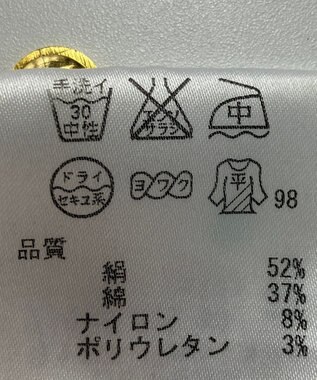 手洗イ
30
中性
エンソ
サラシ
中
ドライ
セキユ系
ヨワク
平
98
品質
絹 52%
綿 37%
ナイロン 8%
ポリウレタン 3%